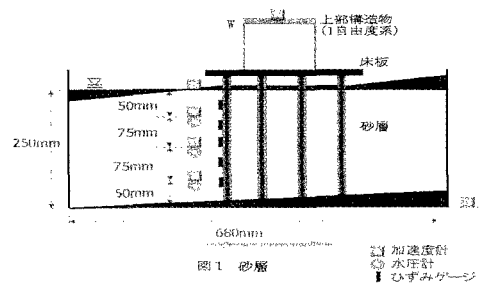 W
上部構造物
(1自由度系)
床板
50mm
砂層
75mm
250mm
75mm
50mm
680mm
加速度計
水圧計
ひずみゲージ
図1 砂層